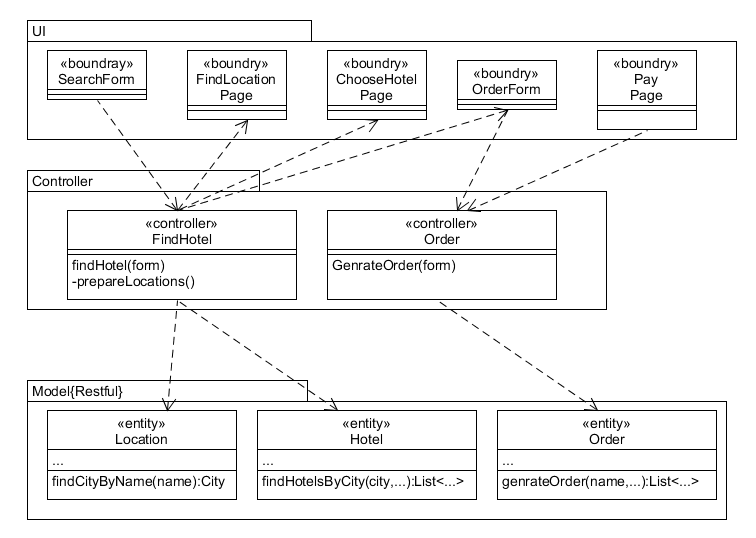 UI
«boundray»
SearchForm
«boundry»
FindLocation
Page
«boundry»
ChooseHotel
Page
«boundry»
OrderForm
«boundry»
Pay
Page
Controller
«controller»
FindHotel
findHotel(form)
-prepareLocations()
«controller»
Order
GenrateOrder(form)
Model{Restful}
«entity»
Location
...
findCityByName(name):City
«entity»
Hotel
...
findHotelsByCity(city,...):List<...>
«entity»
Order
...
genrateOrder(name,...):List<...>